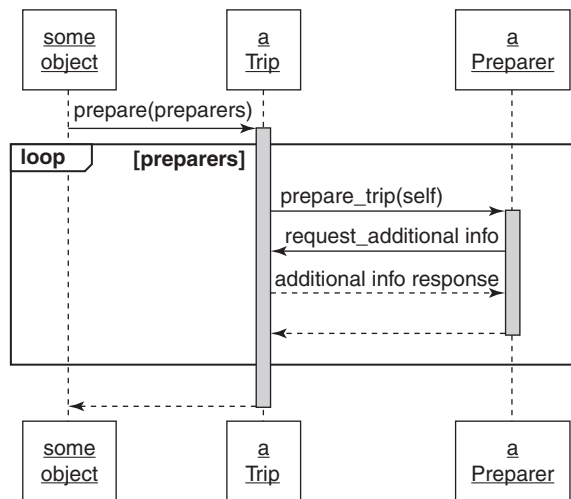 some
object
a
Trip
a
Preparer
prepare(preparers)
loop
[preparers]
prepare_trip(self)
request_additional info
additional info response
some
object
a
Trip
a
Preparer